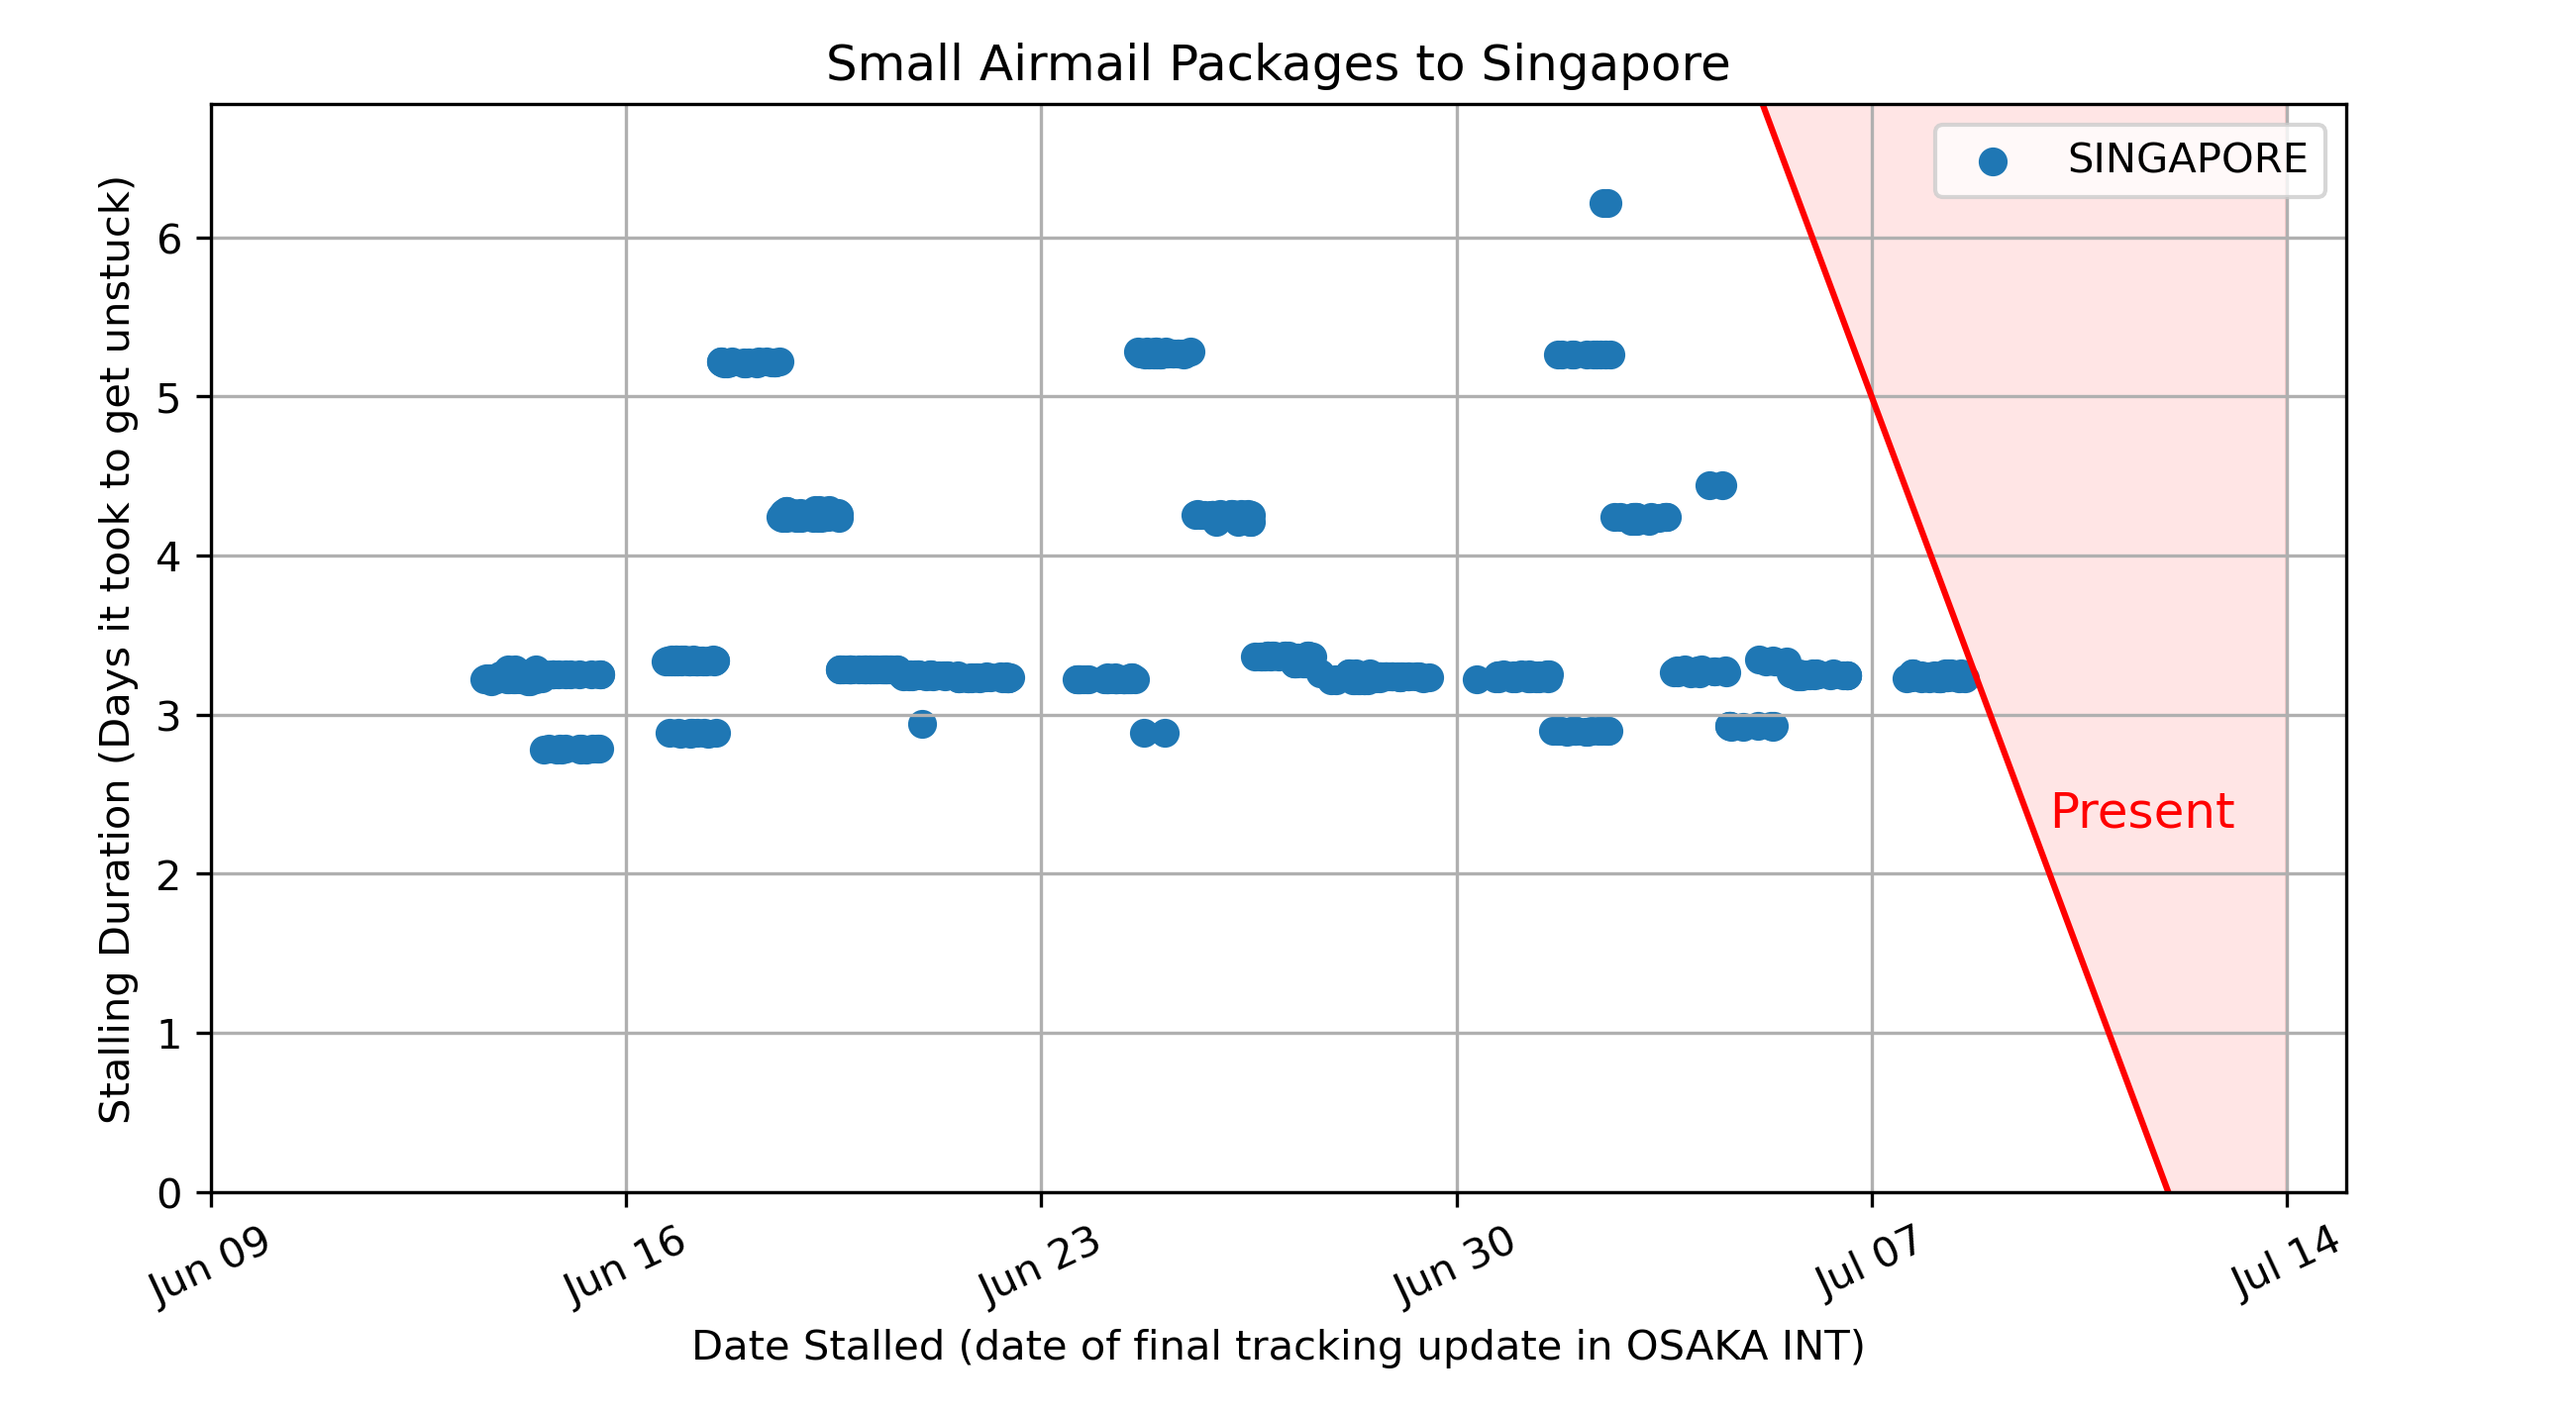 Small Airmail Packages to Singapore
SINGAPORE
Stalling Duration (Days it took to get unstuck)
6
5
4
3
2
1
0
Present
Jun 09
Jun 16
Jun 23
Jun 30
Jul 07
Jul 14
Date Stalled (date of final tracking update in OSAKA INT)